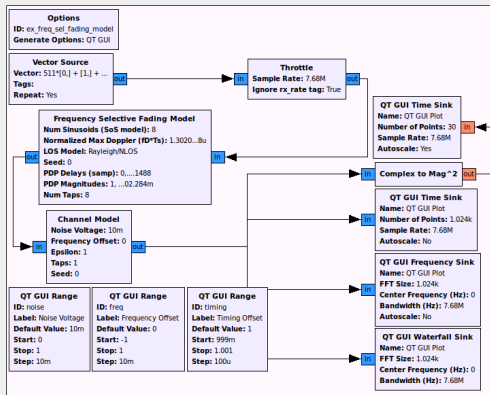 Options
ID: ex_freq_sel_fading_model
Generate Options: QT GUI
Vector Source
Vector: 511*[0,] + [1,] + ...
Tags:
Repeat: Yes
out
in
Throttle
Sample Rate: 7.68M
Ignore rx_rate tag: True
out
QT GUI Time Sink
Name: QT GUI Plot
Number of Points: 30
Sample Rate: 7.68M
Autoscale: Yes
in
out
Frequency Selective Fading Model
Num Sinusoids (SoS model): 8
Normalized Max Doppler (fD*Ts): 1.3020...8u
LOS Model: Rayleigh/NLOS
Seed: 0
PDP Delays (samp): 0,....1488
PDP Magnitudes: 1, ...02.284m
Num Taps: 8
in
in
Complex to Mag^2
out
in
Channel Model
Noise Voltage: 10m
Frequency Offset: 0
Epsilon: 1
Taps: 1
Seed: 0
out
in
QT GUI Time Sink
Name: QT GUI Plot
Number of Points: 1.024k
Sample Rate: 7.68M
Autoscale: No
in
QT GUI Frequency Sink
Name: QT GUI Plot
FFT Size: 1.024k
Center Frequency (Hz): 0
Bandwidth (Hz): 7.68M
Autoscale: No
QT GUI Range
ID: noise
Label: Noise Voltage
Default Value: 10m
Start: 0
Stop: 1
Step: 10m
QT GUI Range
ID: freq
Label: Frequency Offset
Default Value: 0
Start: -1
Stop: 1
Step: 10m
QT GUI Range
ID: timing
Label: Timing Offset
Default Value: 1
Start: 999m
Stop: 1.001
Step: 100u
in
QT GUI Waterfall Sink
Name: QT GUI Plot
FFT Size: 1.024k
Center Frequency (Hz): 0
Bandwidth (Hz): 7.68M